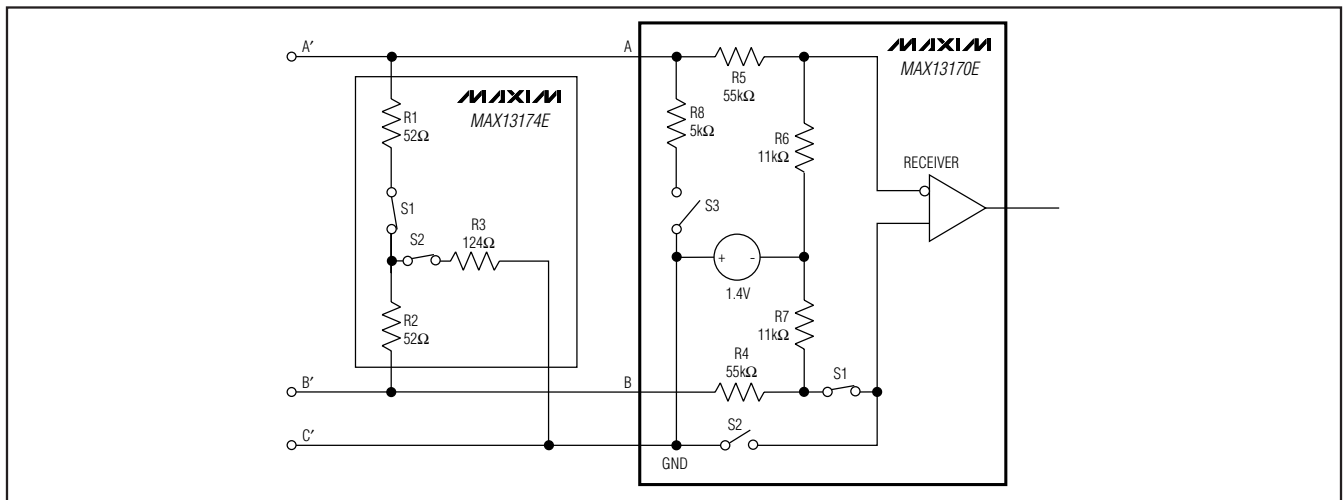 A′
A
MAXIM
MAX13170E
R5
55kΩ
MAXIM
MAX13174E
R1
52Ω
R8
5kΩ
R6
11kΩ
RECEIVER
S1
S3
R3
124Ω
S2
+
-
1.4V
R2
52Ω
R7
11kΩ
R4
55kΩ
S1
B′
B
S2
C′
GND